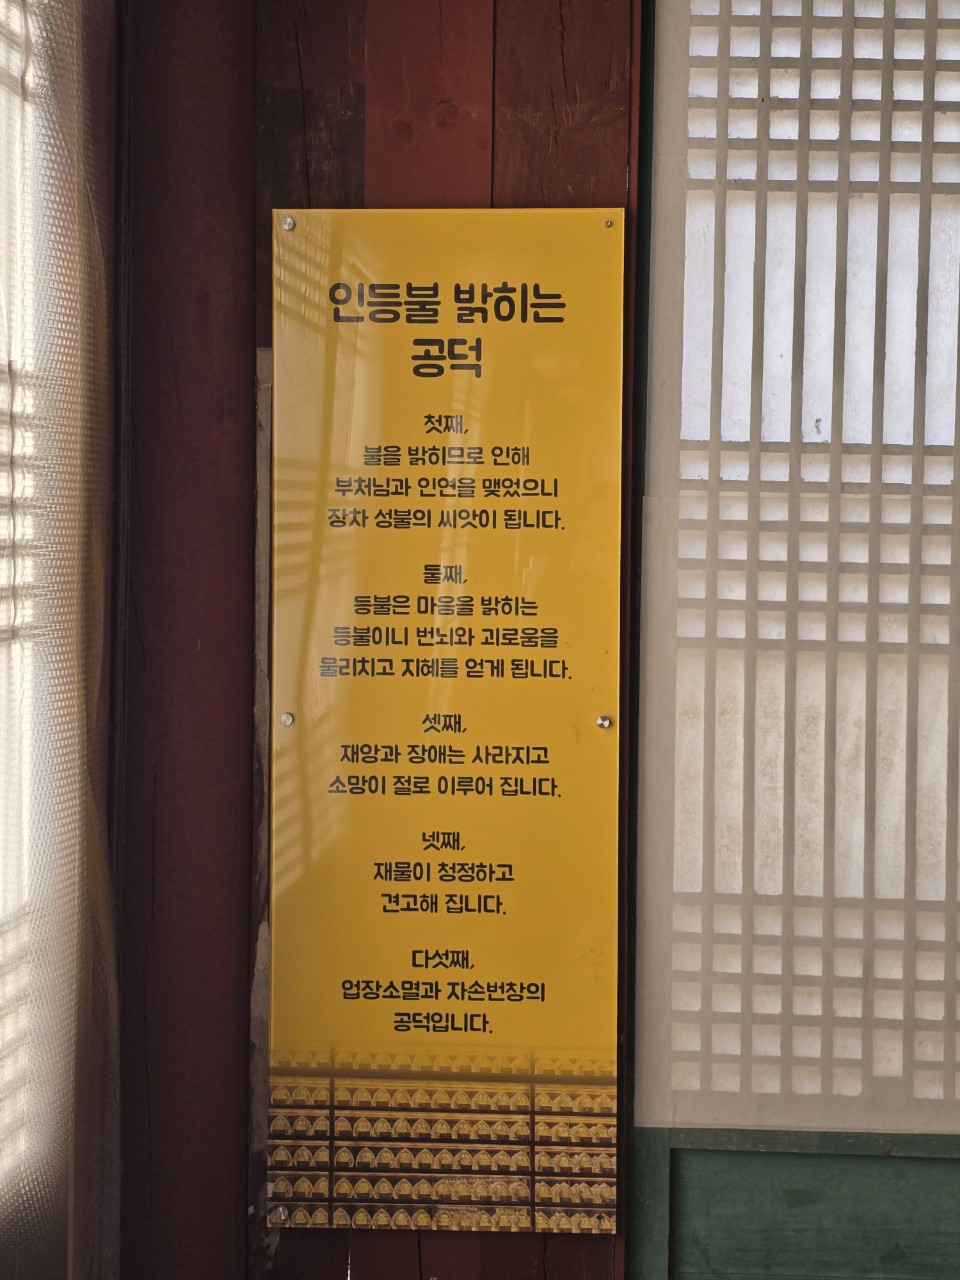 인등불 밝히는
공덕
첫째,
불을 밝히므로 인해
부처님과 인연을 맺었으니
장차 성불의 씨앗이 됩니다.
둘째,
등불은 마음을 밝히는
등불이니 번뇌와 괴로움을
물리치고 지혜를 얻게 됩니다.
셋째,
재앙과 장애는 사라지고
소망이 절로 이루어 집니다.
넷째,
재물이 청정하고
견고해 집니다.
다섯째,
업장소멸과 자손번창의
공덕입니다.